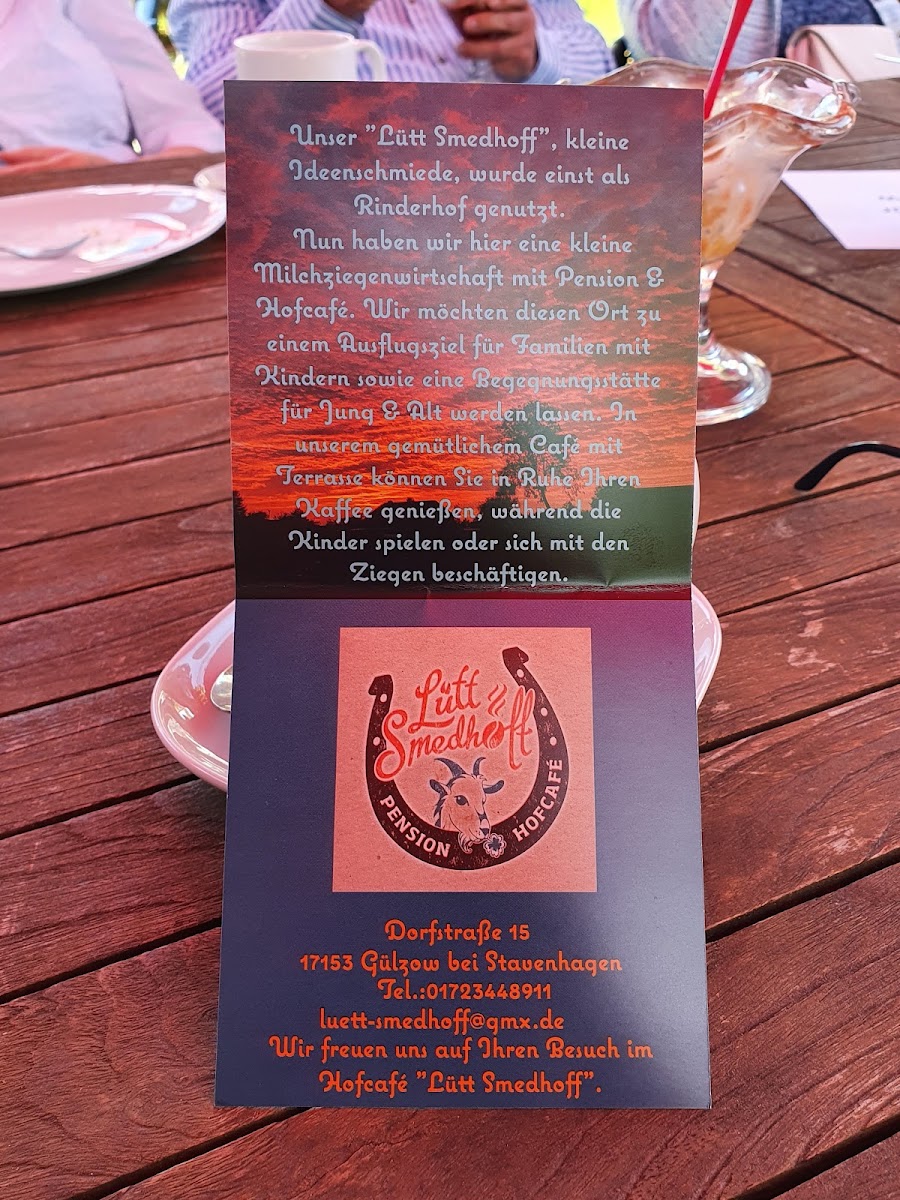 Unser "Lütt Smedhoff", kleine
Ideenschmiede, wurde einst als
Rinderhof genutzt.
Nun haben wir hier eine kleine
Milchziegenwirtschaft mit Pension &
Hofcafé. Wir möchten diesen Ort zu
einem Ausflugsziel für Familien mit
Kindern sowie eine Begegnungsstätte
für Jung & Alt werden lassen. In
unserem gemütlichem Café mit
Terrasse können Sie in Ruhe Ihren
Kaffee genießen, während die
Kinder spielen oder sich mit den
Ziegen beschäftigen.
Lütt
Smedhoff
PENSION HOFCAFÉ
Dorfstraße 15
17153 Gülzow bei Stavenhagen
Tel.:01723448911
luett-smedhoff@gmx.de
Wir freuen uns auf Ihren Besuch im
Hofcafé "Lütt Smedhoff".